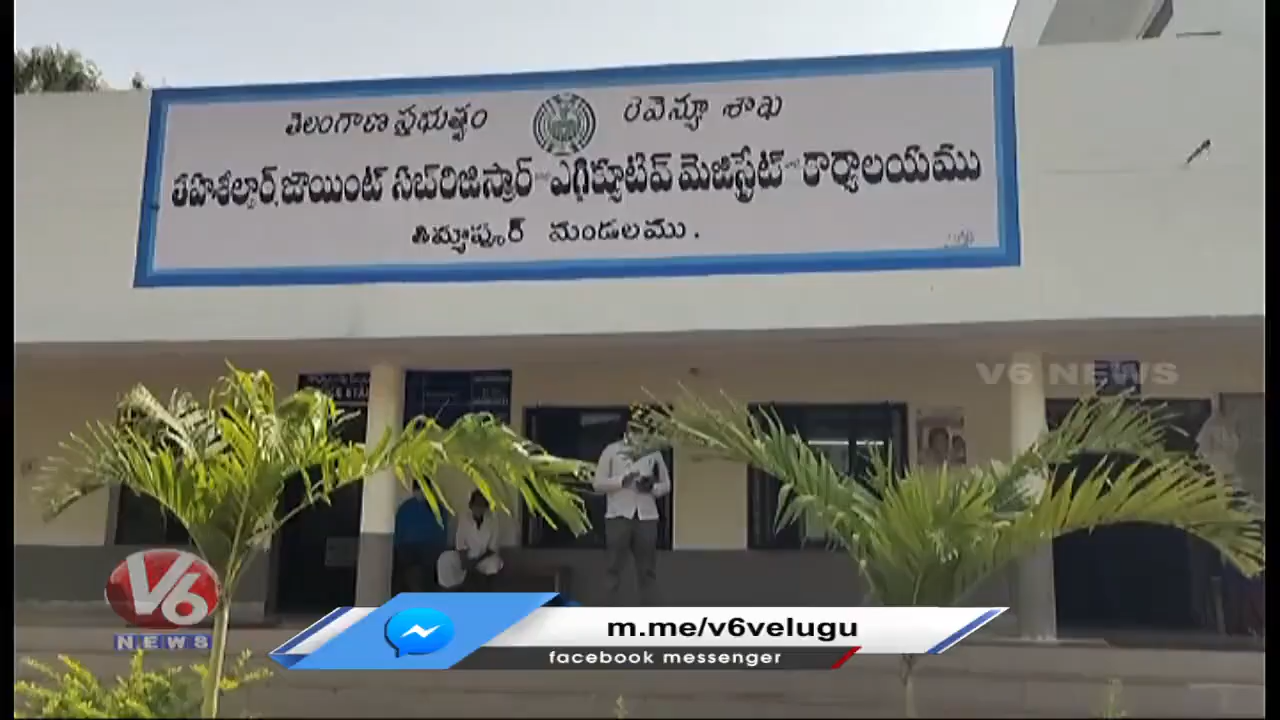 తెలంగాణ ప్రభుత్వం రెవెన్యూ శాఖ
తహశీల్దార్, జాయింట్ సబ్‌రిజిస్ట్రార్ ఎగ్జిక్యూటివ్ మెజిస్ట్రేట్ కార్యాలయము
తిమ్మాపూర్ మండలము.
V6 NEWS
V6
NEWS
m.me/v6velugu
facebook messenger